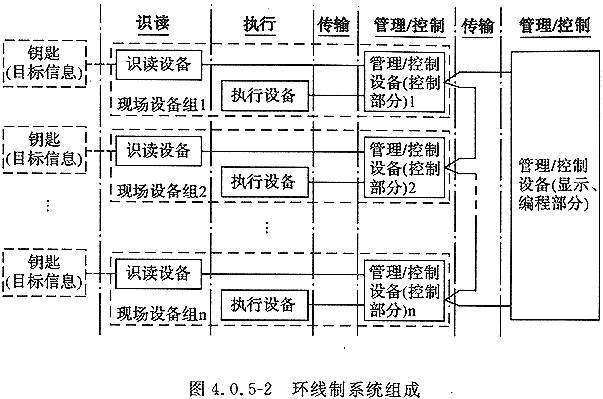 识读 执行 传输 管理/控制 传输 管理/控制
钥匙
(目标信息)
识读设备
执行设备
现场设备组1
管理/控制
设备(控制
部分)1
钥匙
(目标信息)
识读设备
执行设备
现场设备组2
管理/控制
设备(控制
部分)2
⋮
⋮
钥匙
(目标信息)
识读设备
执行设备
现场设备组n
管理/控制
设备(控制
部分)n
管理/控制
设备(显示、
编程部分)
图 4.0.5-2 环线制系统组成